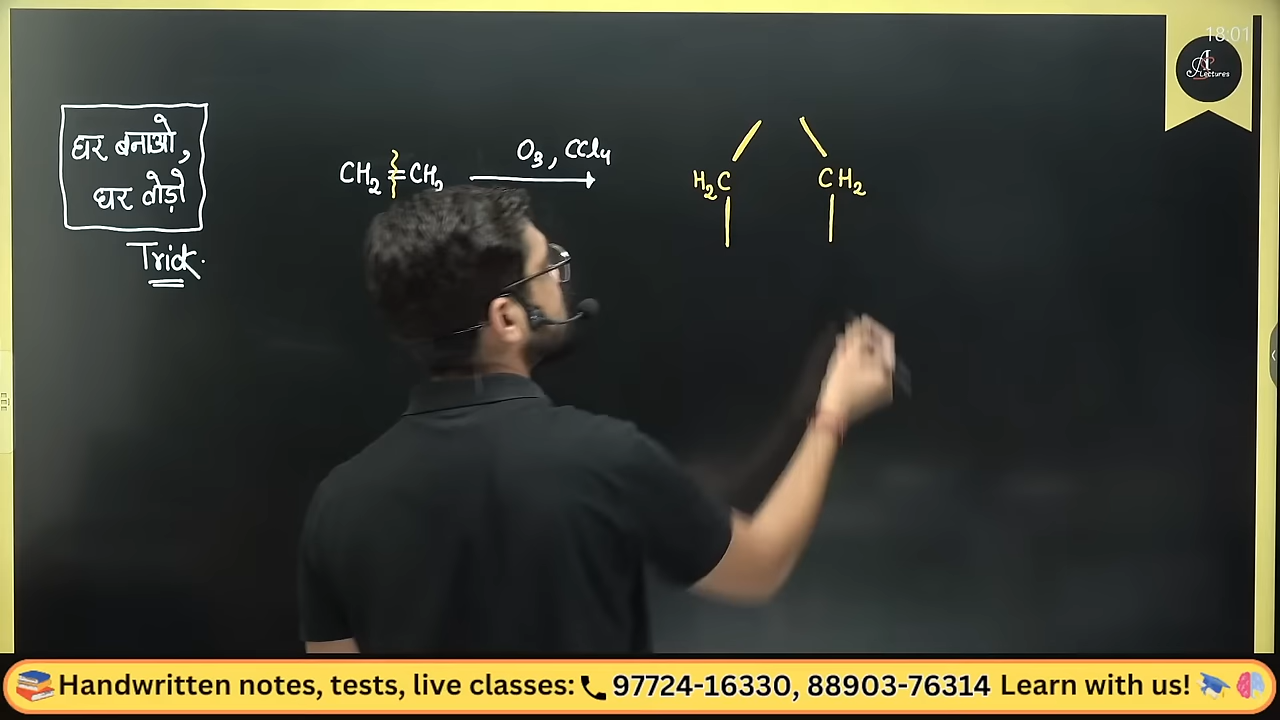 18:01
A Lectures
घर बनाओ,
घर तोड़ो
Trick.
CH₂ = CH₂
O₃, CCl₄
H₂C CH₂
Handwritten notes, tests, live classes: 97724-16330, 88903-76314 Learn with us!